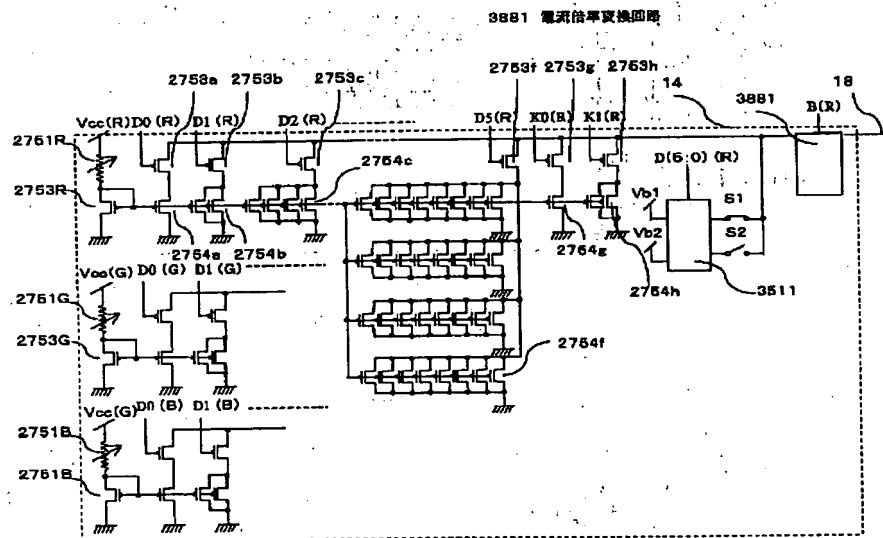 3881 電流倍率変換回路
2753a 2753b 2753c 2753f 2753g 2753h
14 3881 B(R) 18
Vcc(R) D0 (R) D1 (R) D2 (R) D5(R) K0(R) K1(R)
2751R
D(5:0) (R)
2753R
2754c
Vb1 S1
Vb2 S2
2754a 2754b 2754g
2754h
3511
Vcc(G) D0 (G) D1 (G)
2751G
2753G
2754f
Vcc(G) D0 (B) D1 (B)
2751B
2751B